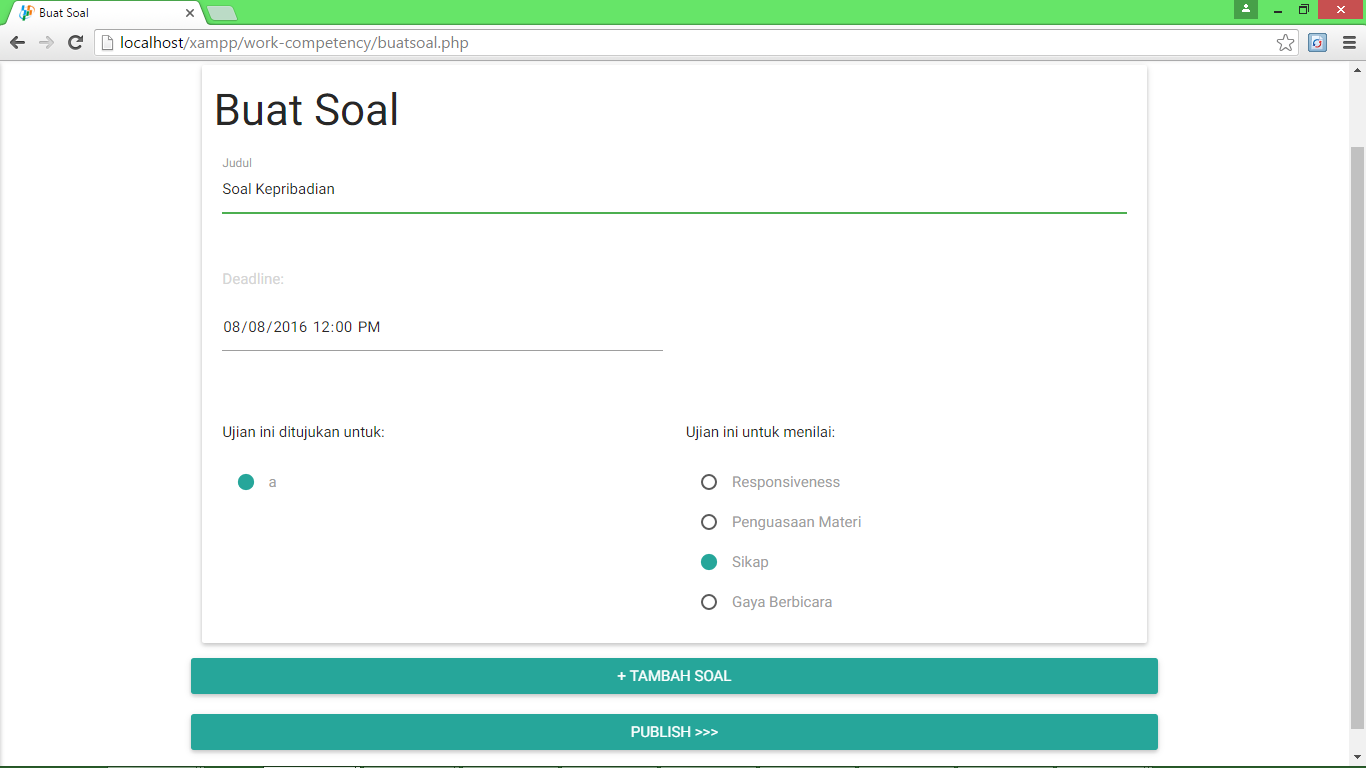 Buat Soal
localhost/xampp/work-competency/buatsoal.php
Buat Soal
Judul
Soal Kepribadian
Deadline:
08/08/2016 12:00 PM
Ujian ini ditujukan untuk:
a
Ujian ini untuk menilai:
Responsiveness
Penguasaan Materi
Sikap
Gaya Berbicara
+ TAMBAH SOAL
PUBLISH >>>